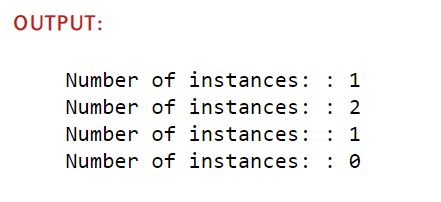 OUTPUT:
Number of instances: : 1
Number of instances: : 2
Number of instances: : 1
Number of instances: : 0